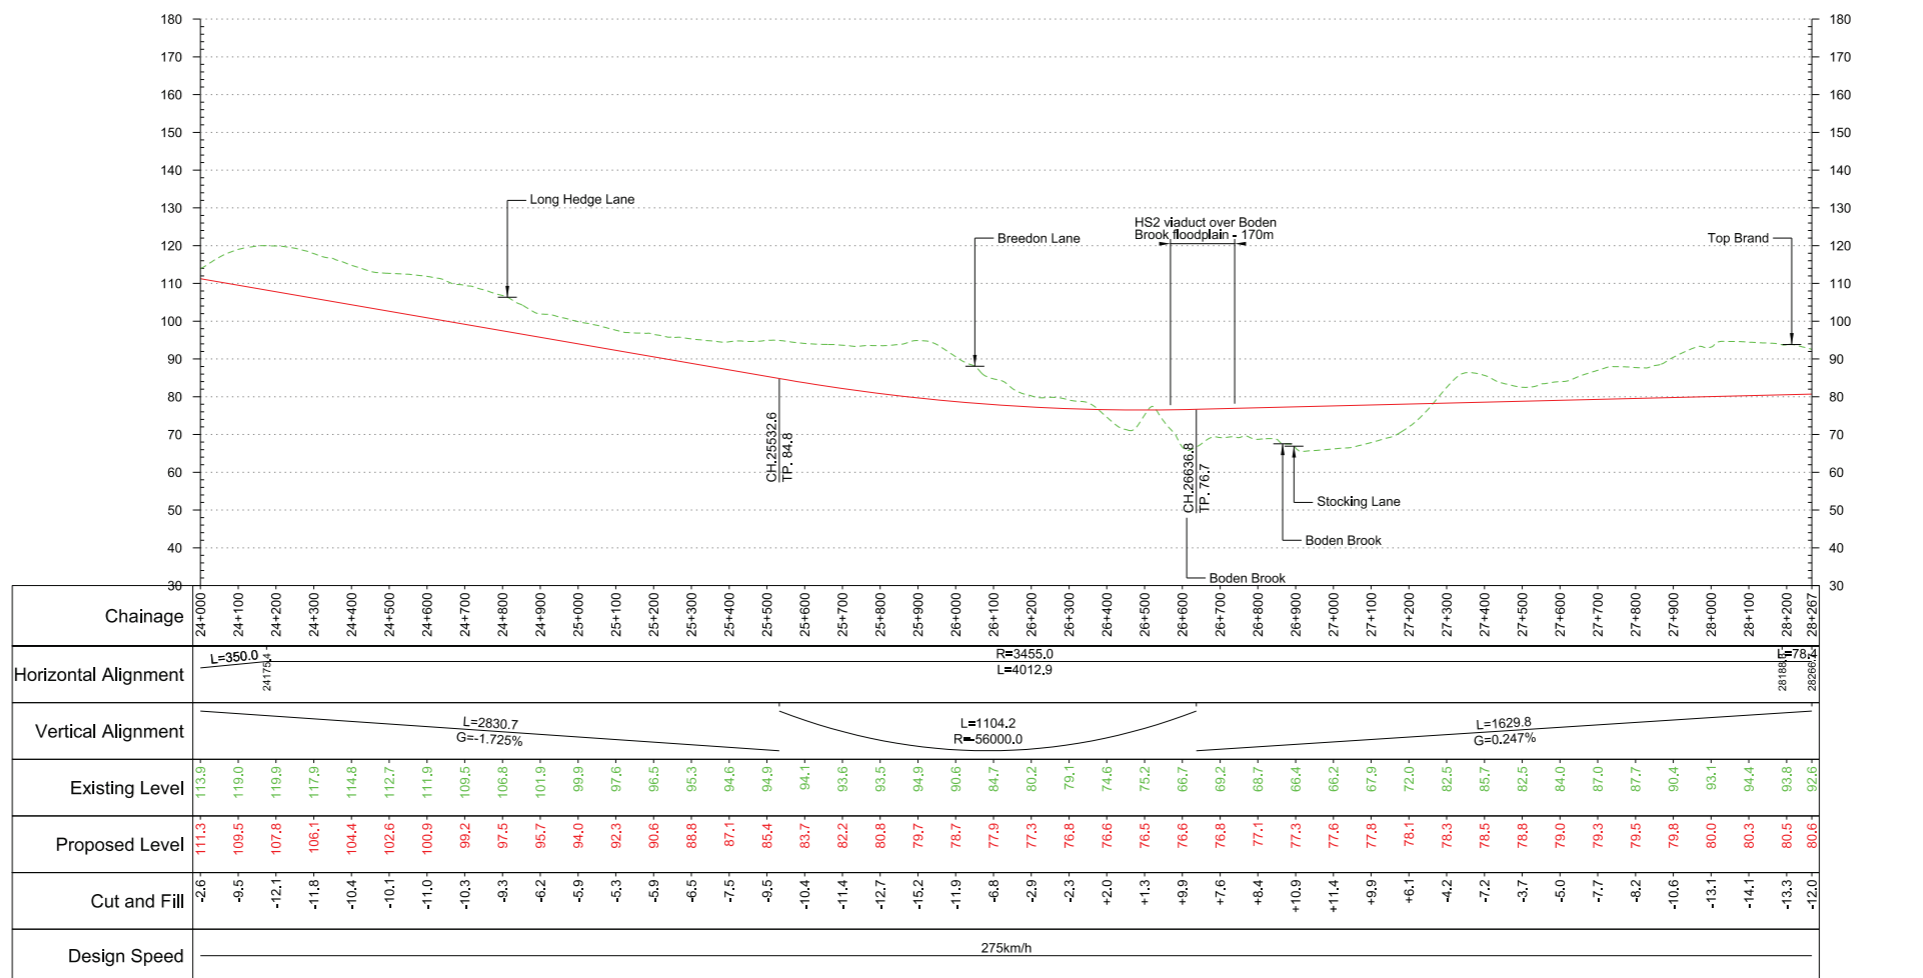 180 180
170 170
160 160
150 150
140 140
130 130
120 120
110 110
100 100
90 90
80 80
70 70
60 60
50 50
40 40
30 30
Long Hedge Lane
Breedon Lane
HS2 viaduct over Boden
Brook floodplain - 170m
Top Brand
CH.25532.6
TP. 84.8
CH.26636.8
TP. 76.7
Stocking Lane
Boden Brook
Boden Brook
Chainage 24+000 24+100 24+200 24+300 24+400 24+500 24+600 24+700 24+800 24+900 25+000 25+100 25+200 25+300 25+400 25+500 25+600 25+700 25+800 25+900 26+000 26+100 26+200 26+300 26+400 26+500 26+600 26+700 26+800 26+900 27+000 27+100 27+200 27+300 27+400 27+500 27+600 27+700 27+800 27+900 28+000 28+100 28+200 28+267
Horizontal Alignment
L=350.0
24175.4
R=3455.0
L=4012.9
L=78.4
Vertical Alignment
L=2830.7
G=-1.725%
L=1104.2
R=-56000.0
L=1629.8
G=0.247%
Existing Level 113.9 119.0 119.9 117.9 114.8 112.7 111.9 109.5 106.8 101.9 99.9 97.6 96.5 95.3 94.6 94.9 94.1 93.6 93.5 94.9 90.6 84.7 80.2 79.1 74.6 75.2 66.7 69.2 68.7 66.4 66.2 67.9 72.0 82.5 85.7 82.5 84.0 87.0 87.7 90.4 93.1 94.4 93.8 92.6
Proposed Level 111.3 109.5 107.8 106.1 104.4 102.6 100.9 99.2 97.5 95.7 94.0 92.3 90.6 88.8 87.1 85.4 83.7 82.2 80.8 79.7 78.7 77.9 77.3 76.8 76.6 76.5 76.6 76.8 77.1 77.3 77.6 77.8 78.1 78.3 78.5 78.8 79.0 79.3 79.5 79.8 80.0 80.3 80.5 80.6
Cut and Fill -2.6 -9.5 -12.1 -11.8 -10.4 -10.1 -11.0 -10.3 -9.3 -6.2 -5.9 -5.3 -5.9 -6.5 -7.5 -9.5 -10.4 -11.4 -12.7 -15.2 -11.9 -6.8 -2.9 -2.3 +2.0 +1.3 +9.9 +7.6 +8.4 +10.9 +11.4 +9.9 +6.1 -4.2 -7.2 -3.7 -5.0 -7.7 -8.2 -10.6 -13.1 -14.1 -13.3 -12.0
Design Speed 275km/h